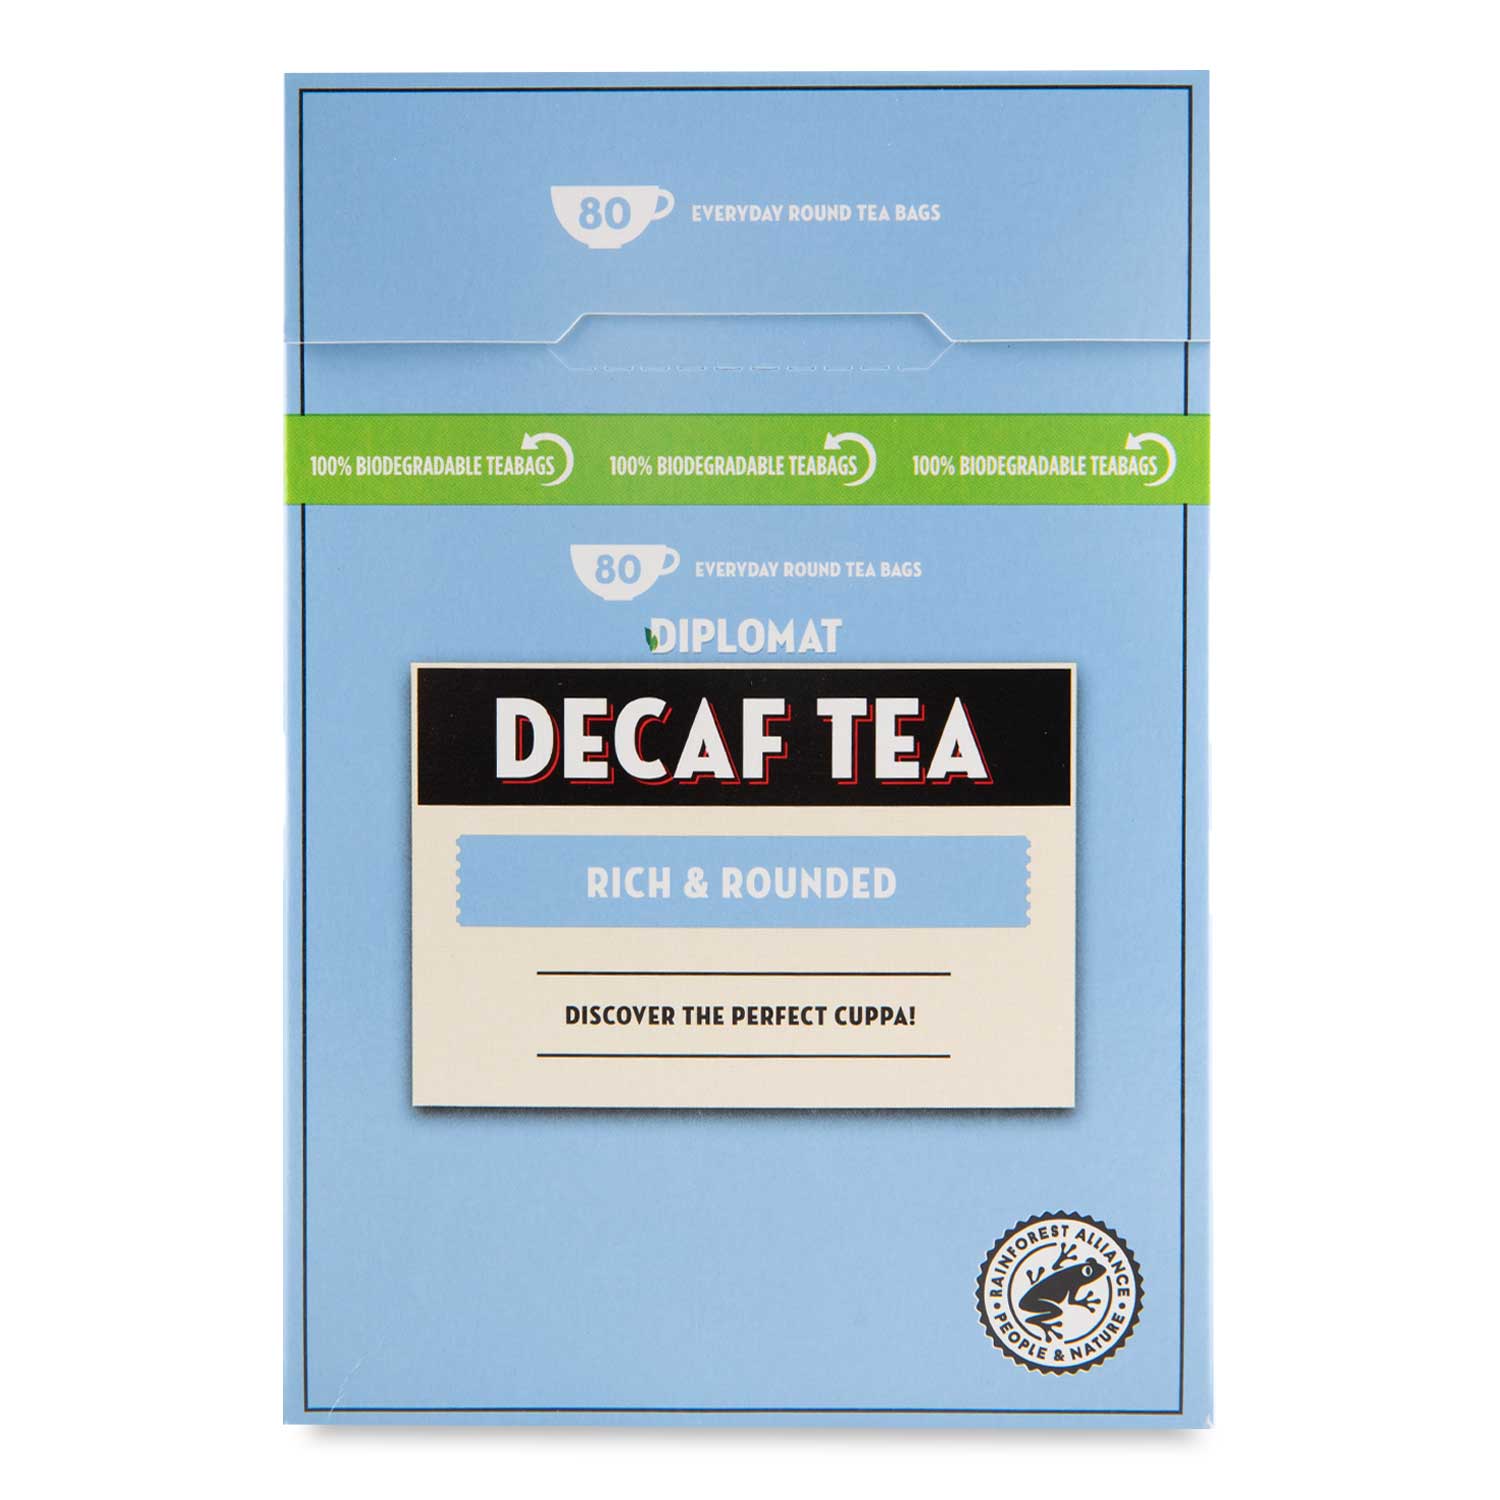 80 EVERYDAY ROUND TEA BAGS
100% BIODEGRADABLE TEABAGS 100% BIODEGRADABLE TEABAGS 100% BIODEGRADABLE TEABAGS
80 EVERYDAY ROUND TEA BAGS
DIPLOMAT
DECAF TEA
RICH & ROUNDED
DISCOVER THE PERFECT CUPPA!
RAINFOREST ALLIANCE
PEOPLE & NATURE